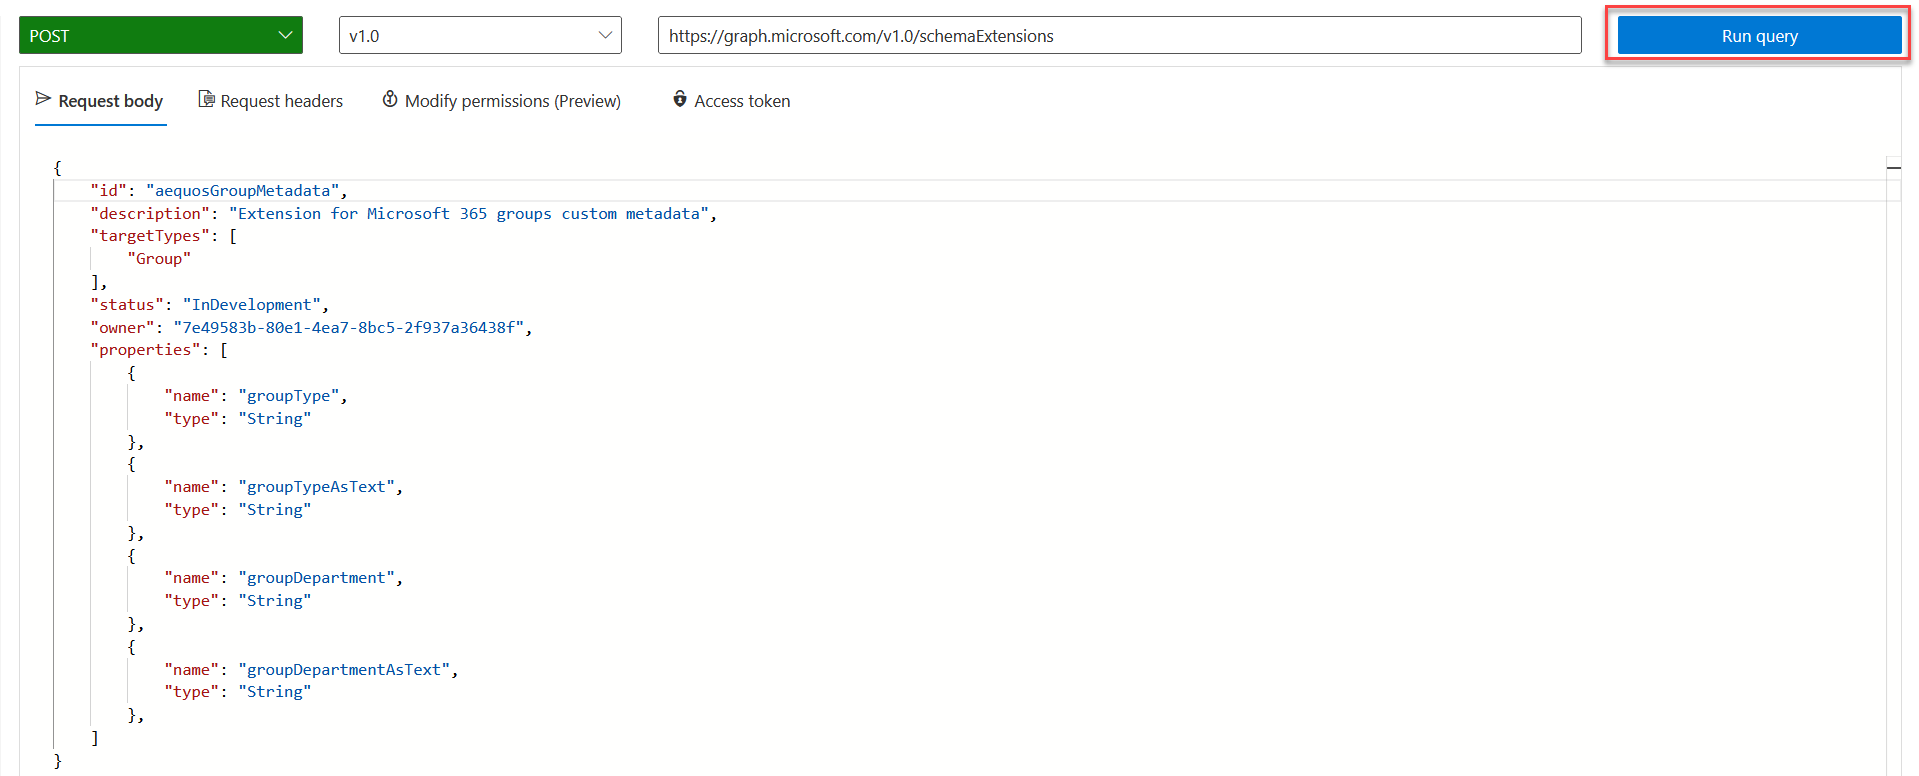 POST v1.0 https://graph.microsoft.com/v1.0/schemaExtensions Run query
Request body Request headers Modify permissions (Preview) Access token
{
"id": "aequosGroupMetadata",
"description": "Extension for Microsoft 365 groups custom metadata",
"targetTypes": [
"Group"
],
"status": "InDevelopment",
"owner": "7e49583b-80e1-4ea7-8bc5-2f937a36438f",
"properties": [
{
"name": "groupType",
"type": "String"
},
{
"name": "groupTypeAsText",
"type": "String"
},
{
"name": "groupDepartment",
"type": "String"
},
{
"name": "groupDepartmentAsText",
"type": "String"
},
]
}